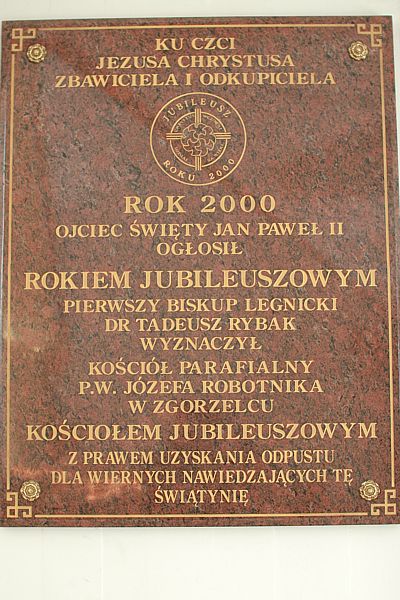 KU CZCI
JEZUSA CHRYSTUSA
ZBAWICIELA I ODKUPICIELA
JUBILEUSZ
ROKU 2000
ROK 2000
OJCIEC ŚWIĘTY JAN PAWEŁ II
OGŁOSIŁ
ROKIEM JUBILEUSZOWYM
PIERWSZY BISKUP LEGNICKI
DR TADEUSZ RYBAK
WYZNACZYŁ
KOŚCIÓŁ PARAFIALNY
P.W. JÓZEFA ROBOTNIKA
W ZGORZELCU
KOŚCIOŁEM JUBILEUSZOWYM
Z PRAWEM UZYSKANIA ODPUSTU
DLA WIERNYCH NAWIEDZAJĄCYCH TĘ
ŚWIĄTYNIĘ